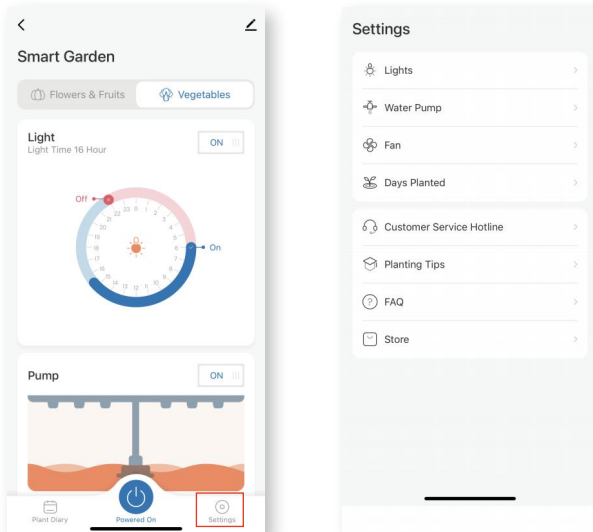 Smart Garden
Flowers & Fruits
Vegetables
Light
Light Time 16 Hour
ON
Off
On
22 23 0 1 2 3 4 5 6 7 8 9 10 11 12 13 14 15 16 17 18 19 20 21
Pump
ON
Plant Diary
Powered On
Settings
Settings
Lights
Water Pump
Fan
Days Planted
Customer Service Hotline
Planting Tips
? FAQ
Store